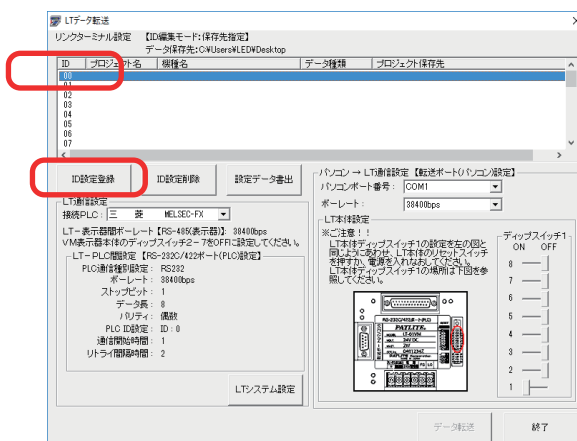 LTデータ転送
リンクターミナル設定 【ID編集モード:保存先指定】
データ保存先:C¥Users¥LED¥Desktop
ID プロジェクト名 機種名 データ種類 プロジェクト保存先
00
01
02
03
04
05
06
07
ID設定登録 ID設定削除 設定データ書出
LT通信設定
接続PLC: 三 菱 MELSEC-FX
LT-表示器間ボーレート【RS-485(表示器)】: 38400bps
VM表示器本体のディップスイッチ2-7をOFFに設定してください。
LT-PLC間設定 【RS-232C/422ポート(PLC)設定】
PLC通信種別設定: RS232
ボーレート: 38400bps
ストップビット: 1
データ長: 8
パリティ: 偶数
PLC ID設定: ID:0
通信開始時間: 1
リトライ間隔時間: 2
LTシステム設定
パソコン → LT通信設定 【転送ポート(パソコン)設定】
パソコンポート番号: COM1
ボーレート: 38400bps
LT本体設定
※ご注意!!
LT本体ディップスイッチ1の設定を左の図と
同じようにあわせ、LT本体のリセットスイッチ
を押すか、電源を入れなおしてください。
LT本体ディップスイッチ1の場所は下図を参
照してください。
RS-232C/422ポート(PLC)
PATLITE
24V DC
ディップスイッチ1
ON OFF
8
7
6
5
4
3
2
1
データ転送 終了